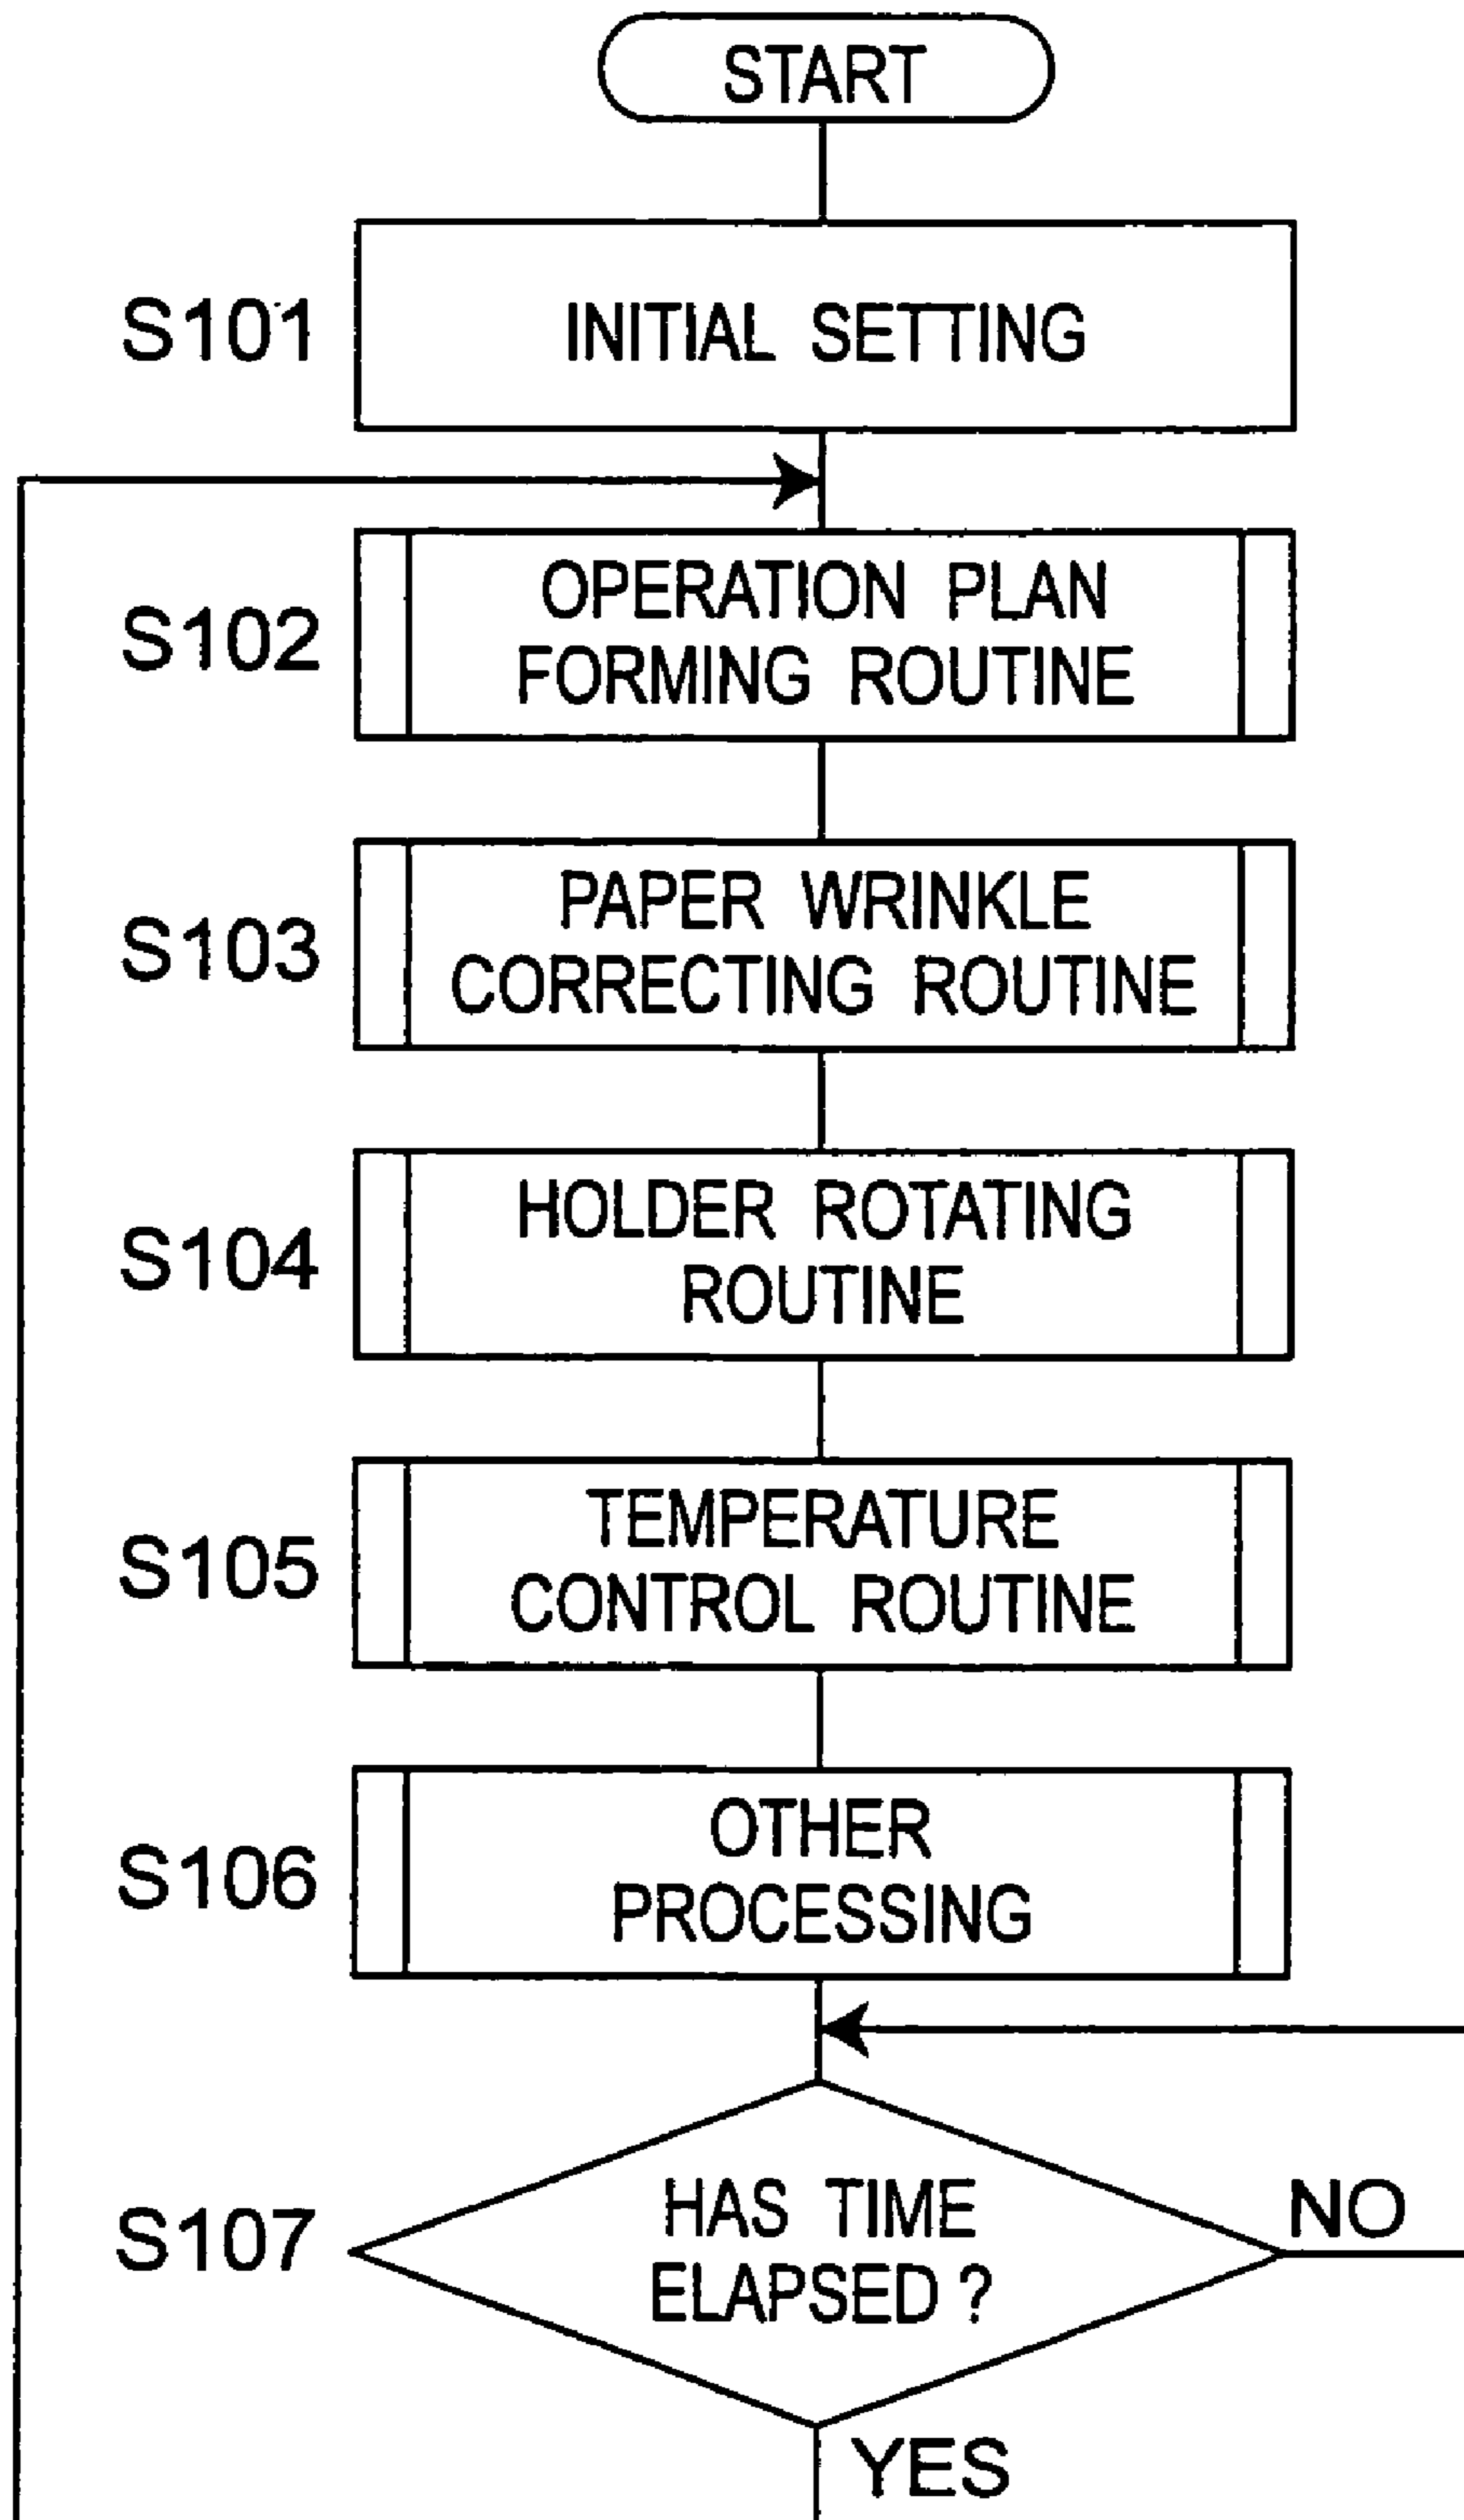 START
S101
INITIAL SETTING
S102
OPERATION PLAN
FORMING ROUTINE
S103
PAPER WRINKLE
CORRECTING ROUTINE
S104
HOLDER ROTATING
ROUTINE
S105
TEMPERATURE
CONTROL ROUTINE
S106
OTHER
PROCESSING
S107
HAS TIME
ELAPSED ?
NO
YES